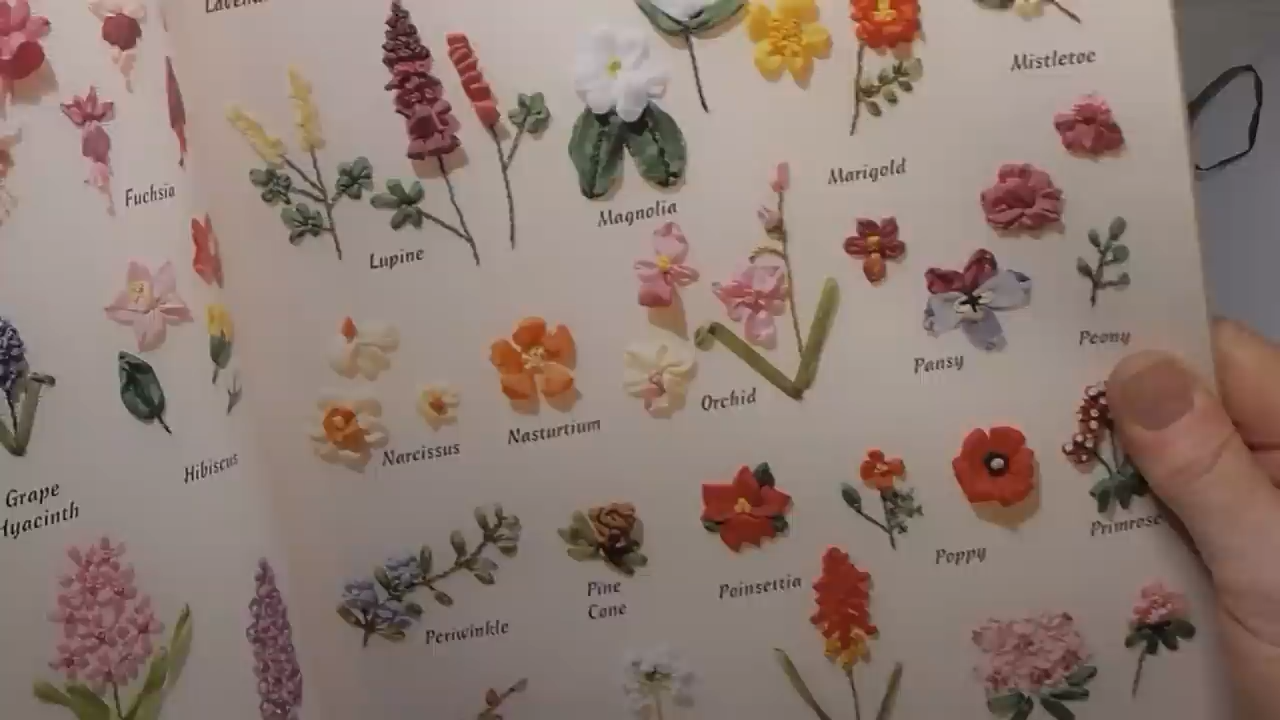 Mistletoe
Fuchsia
Marigold
Magnolia
Lupine
Peony
Pansy
Orchid
Nasturtium
Narcissus
Hibiscus
Grape
Hyacinth
Primrose
Poppy
Poinsettia
Pine
Cone
Periwinkle